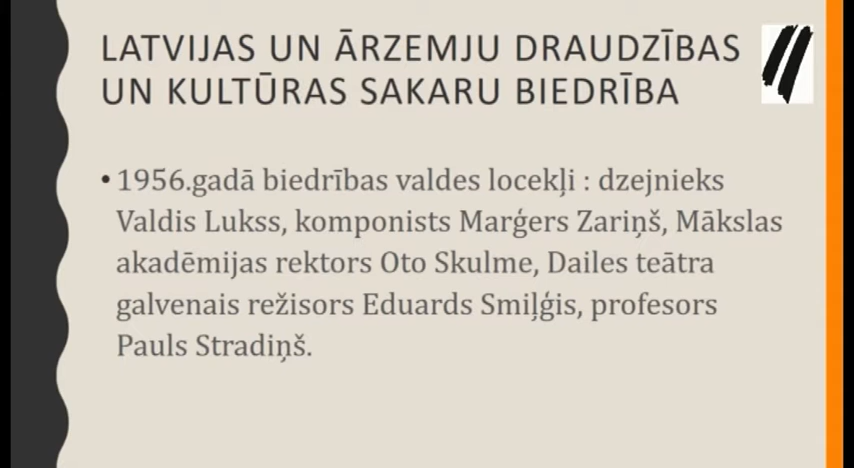 LATVIJAS UN ĀRZEMJU DRAUDZĪBAS
UN KULTŪRAS SAKARU BIEDRĪBA
• 1956.gadā biedrības valdes locekļi : dzejnieks
Valdis Lukss, komponists Marģers Zariņš, Mākslas
akadēmijas rektors Oto Skulme, Dailes teātra
galvenais režisors Eduards Smiļģis, profesors
Pauls Stradiņš.